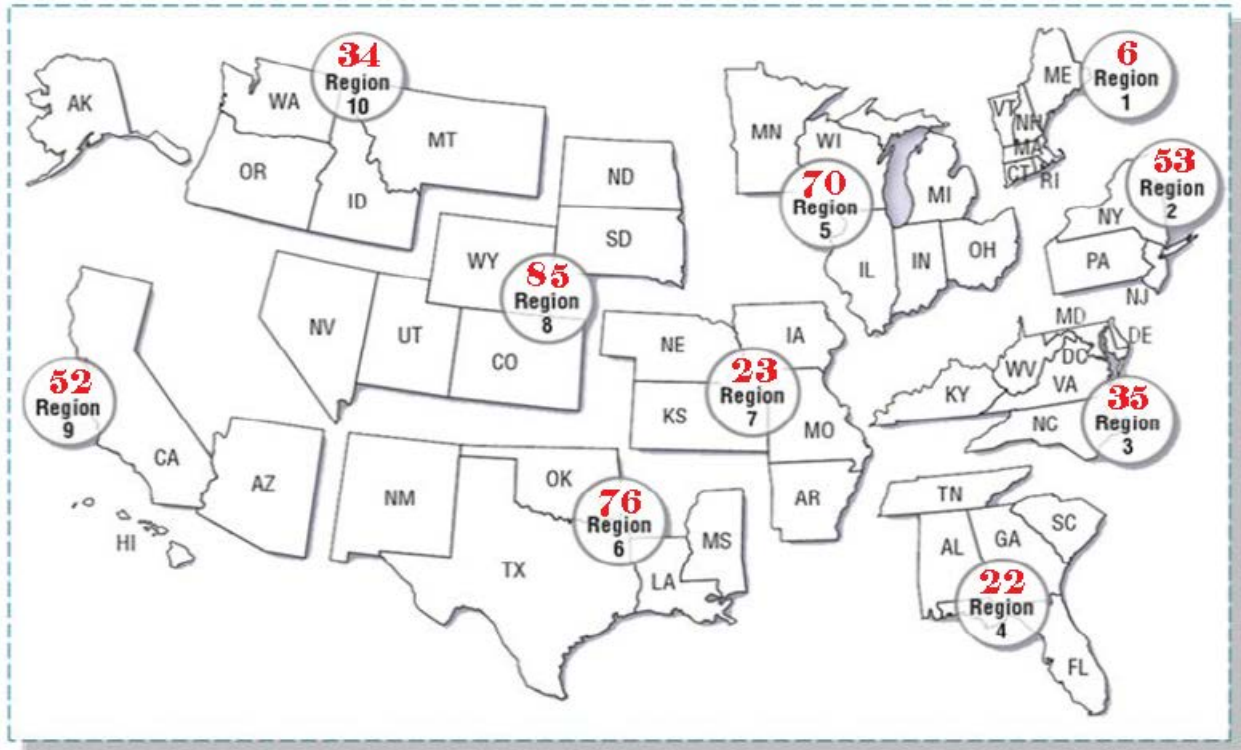 AK
WA
OR
ID
MT
34
Region
10
ND
SD
WY
UT
NV
CO
85
Region
8
CA
AZ
HI
52
Region
9
NM
OK
TX
LA
MS
76
Region
6
NE
IA
KS
MO
AR
23
Region
7
MN
WI
MI
IL
IN
OH
70
Region
5
ME
VT
NH
MA
CT
RI
6
Region
1
NY
PA
NJ
53
Region
2
MD
DE
DC
WV
VA
KY
NC
35
Region
3
TN
SC
AL
GA
FL
22
Region
4